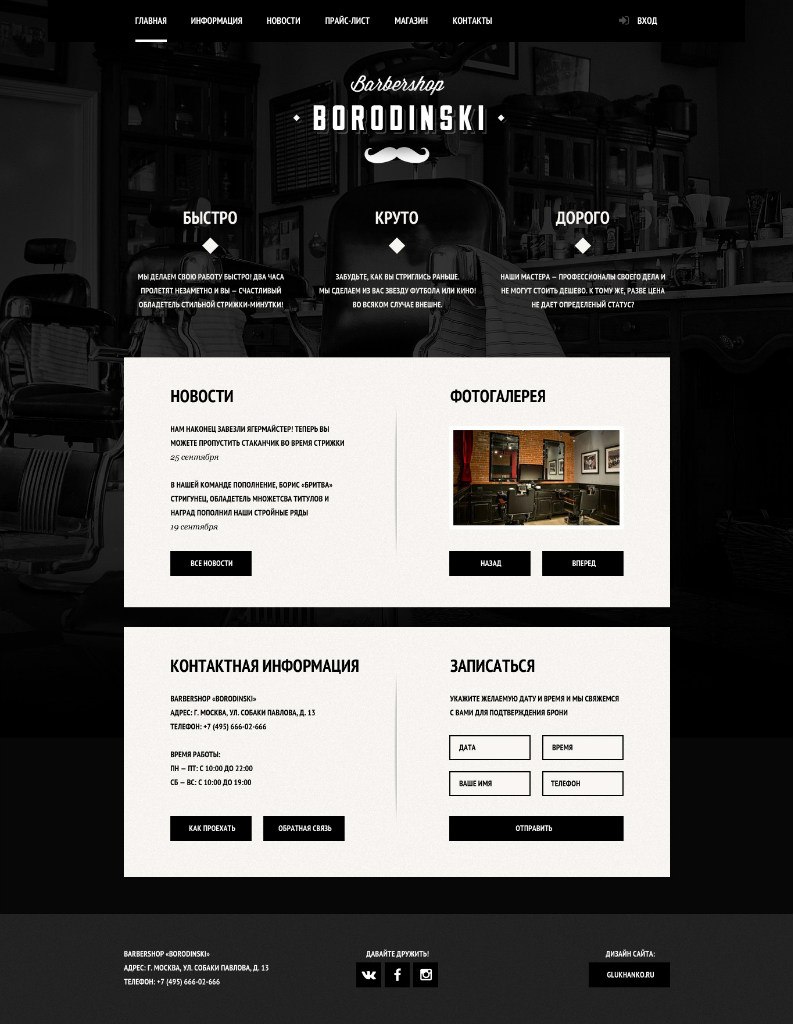 ГЛАВНАЯ ИНФОРМАЦИЯ НОВОСТИ ПРАЙС-ЛИСТ МАГАЗИН КОНТАКТЫ ВХОД
Barbershop
BORODINSKI
БЫСТРО
МЫ ДЕЛАЕМ СВОЮ РАБОТУ БЫСТРО! ДВА ЧАСА
ПРОЛЕТЯТ НЕЗАМЕТНО И ВЫ — СЧАСТЛИВЫЙ
ОБЛАДАТЕЛЬ СТИЛЬНОЙ СТРИЖКИ-МИНУТКИ!
КРУТО
ЗАБУДЬТЕ, КАК ВЫ СТРИГЛИСЬ РАНЬШЕ.
МЫ СДЕЛАЕМ ИЗ ВАС ЗВЕЗДУ ФУТБОЛА ИЛИ КИНО!
ВО ВСЯКОМ СЛУЧАЕ ВНЕШНЕ.
ДОРОГО
НАШИ МАСТЕРА — ПРОФЕССИОНАЛЫ СВОЕГО ДЕЛА И
НЕ МОГУТ СТОИТЬ ДЕШЕВО. К ТОМУ ЖЕ, РАЗВЕ ЦЕНА
НЕ ДАЕТ ОПРЕДЕЛЕНЫЙ СТАТУС?
НОВОСТИ
НАМ НАКОНЕЦ ЗАВЕЗЛИ ЯГЕРМАЙСТЕР! ТЕПЕРЬ ВЫ
МОЖЕТЕ ПРОПУСТИТЬ СТАКАНЧИК ВО ВРЕМЯ СТРИЖКИ
25 сентября
В НАШЕЙ КОМАНДЕ ПОПОЛНЕНИЕ, БОРИС «БРИТВА»
СТРИГУНЕЦ, ОБЛАДАТЕЛЬ МНОЖЕТСВА ТИТУЛОВ И
НАГРАД ПОПОЛНИЛ НАШИ СТРОЙНЫЕ РЯДЫ
19 сентября
ВСЕ НОВОСТИ
ФОТОГАЛЕРЕЯ
НАЗАД ВПЕРЕД
КОНТАКТНАЯ ИНФОРМАЦИЯ
BARBERSHOP «BORODINSKI»
АДРЕС: Г. МОСКВА, УЛ. СОБАКИ ПАВЛОВА, Д. 13
ТЕЛЕФОН: +7 (495) 666-02-666
ВРЕМЯ РАБОТЫ:
ПН — ПТ: С 10:00 ДО 22:00
СБ — ВС: С 10:00 ДО 19:00
КАК ПРОЕХАТЬ ОБРАТНАЯ СВЯЗЬ
ЗАПИСАТЬСЯ
УКАЖИТЕ ЖЕЛАЕМУЮ ДАТУ И ВРЕМЯ И МЫ СВЯЖЕМСЯ
С ВАМИ ДЛЯ ПОДТВЕРЖДЕНИЯ БРОНИ
ДАТА ВРЕМЯ
ВАШЕ ИМЯ ТЕЛЕФОН
ОТПРАВИТЬ
BARBERSHOP «BORODINSKI»
АДРЕС: Г. МОСКВА, УЛ. СОБАКИ ПАВЛОВА, Д. 13
ТЕЛЕФОН: +7 (495) 666-02-666
ДАВАЙТЕ ДРУЖИТЬ!
ДИЗАЙН САЙТА:
GLUKHANKO.RU